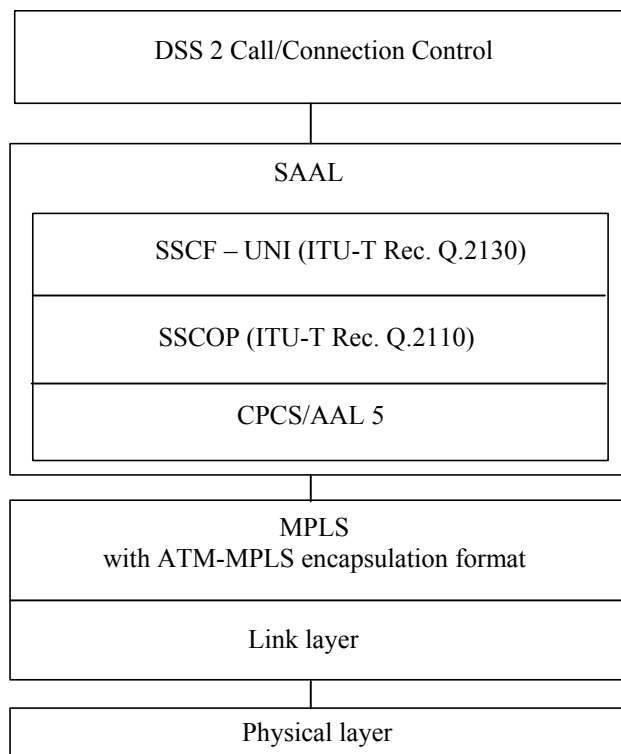 DSS 2 Call/Connection Control
SAAL
SSCF – UNI (ITU-T Rec. Q.2130)
SSCOP (ITU-T Rec. Q.2110)
CPCS/AAL 5
MPLS
with ATM-MPLS encapsulation format
Link layer
Physical layer